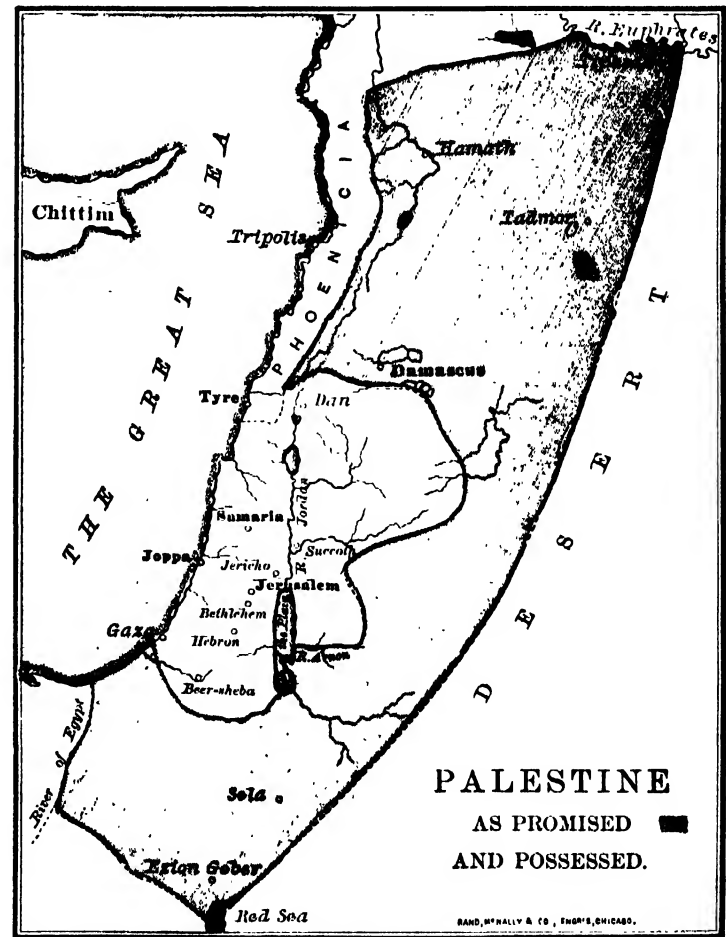 R. Euphrates
Hamath
Chittim
THE GREAT SEA
Tadmor
Tripolis
PHOENICIA
Damascus
Tyre
Dan
DESERT
Jordan
R.
Samaria
Joppa
Succoth
Jericho
Jerusalem
Bethlehem
Gaza
Hebron
R. Arnon
Beer-sheba
River of Egypt
Sela
PALESTINE
AS PROMISED
AND POSSESSED.
Ezion Geber
Red Sea
RAND, McNALLY & CO., ENGR'S, CHICAGO.